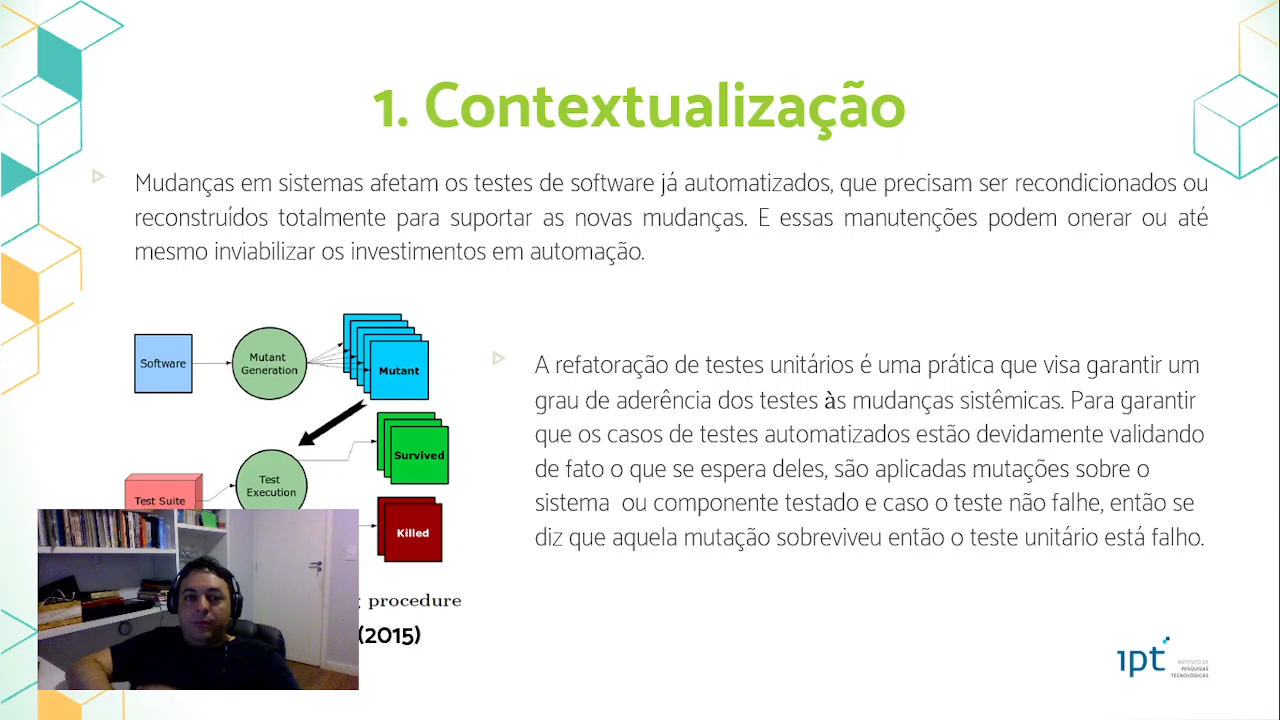 1. Contextualização
Mudanças em sistemas afetam os testes de software já automatizados, que precisam ser recondicionados ou
reconstruídos totalmente para suportar as novas mudanças. E essas manutenções podem onerar ou até
mesmo inviabilizar os investimentos em automação.
Software
Mutant
Generation
Mutant
Survived
Test Suite
Test
Execution
Killed
procedure
(2015)
A refatoração de testes unitários é uma prática que visa garantir um
grau de aderência dos testes às mudanças sistêmicas. Para garantir
que os casos de testes automatizados estão devidamente validando
de fato o que se espera deles, são aplicadas mutações sobre o
sistema ou componente testado e caso o teste não falhe, então se
diz que aquela mutação sobreviveu então o teste unitário está falho.
ipt
INSTITUTO DE
PESQUISAS
TECNOLÓGICAS